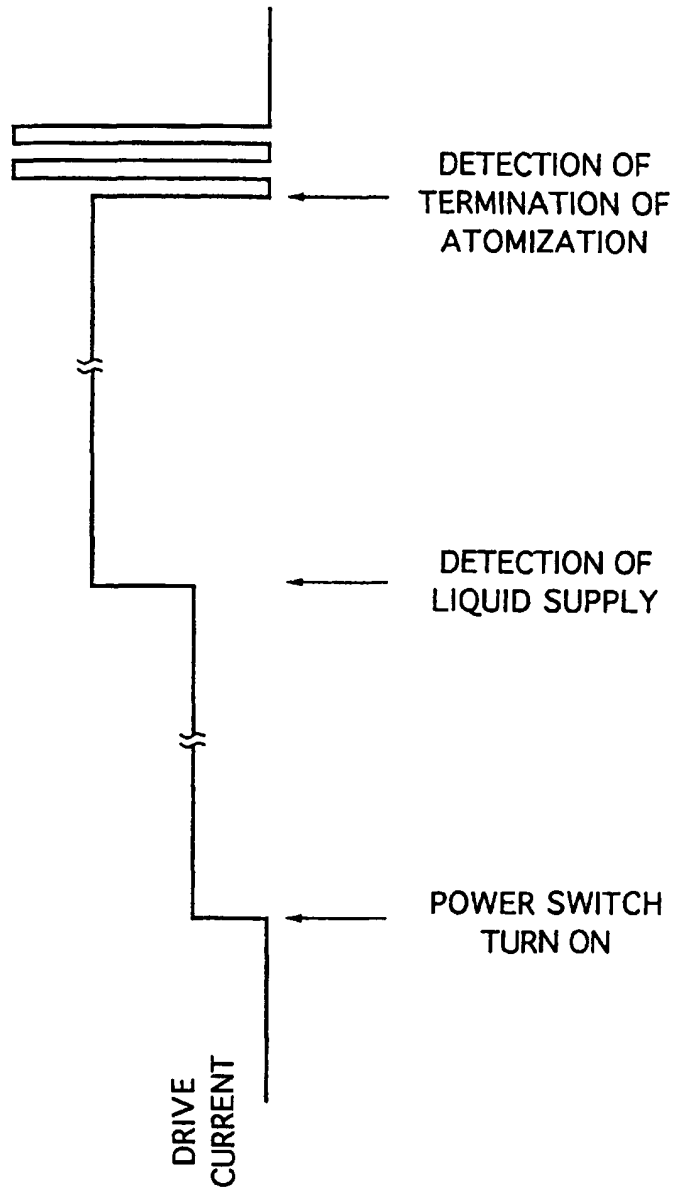 DETECTION OF
TERMINATION OF
ATOMIZATION
DETECTION OF
LIQUID SUPPLY
POWER SWITCH
TURN ON
DRIVE
CURRENT